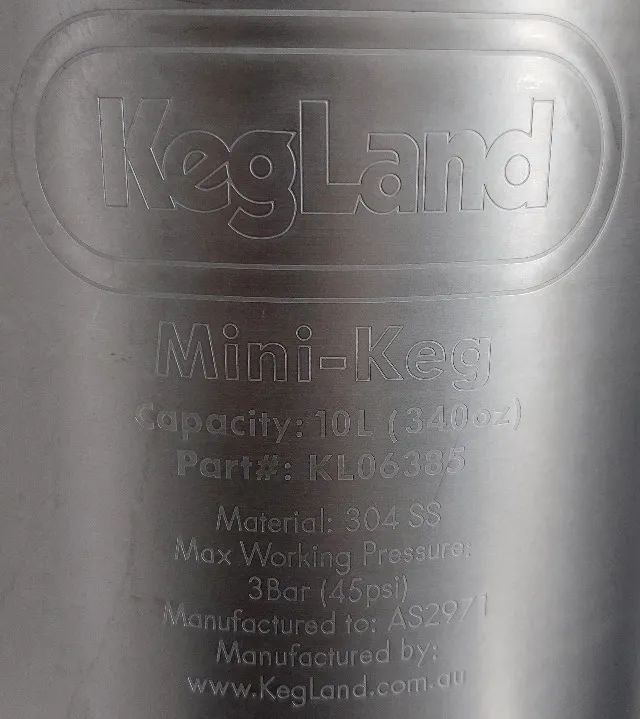 KegLand
Mini-Keg
Capacity: 10L (340oz)
Part#: KL06385
Material: 304 SS
Max Working Pressure:
3Bar (45psi)
Manufactured to: AS2971
Manufactured by:
www.KegLand.com.au